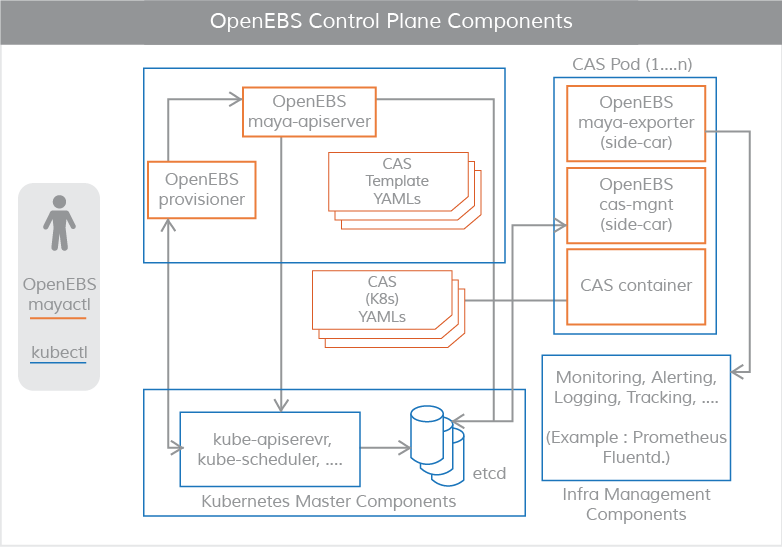 OpenEBS Control Plane Components
OpenEBS
mayactl
kubectl
OpenEBS
maya-apiserver
OpenEBS
provisioner
CAS
Template
YAMLs
CAS
(K8s)
YAMLs
kube-apiserevr,
kube-scheduler, ....
etcd
Kubernetes Master Components
CAS Pod (1....n)
OpenEBS
maya-exporter
(side-car)
OpenEBS
cas-mgnt
(side-car)
CAS container
Monitoring, Alerting,
Logging, Tracking, ....
(Example : Prometheus
Fluentd.)
Infra Management
Components